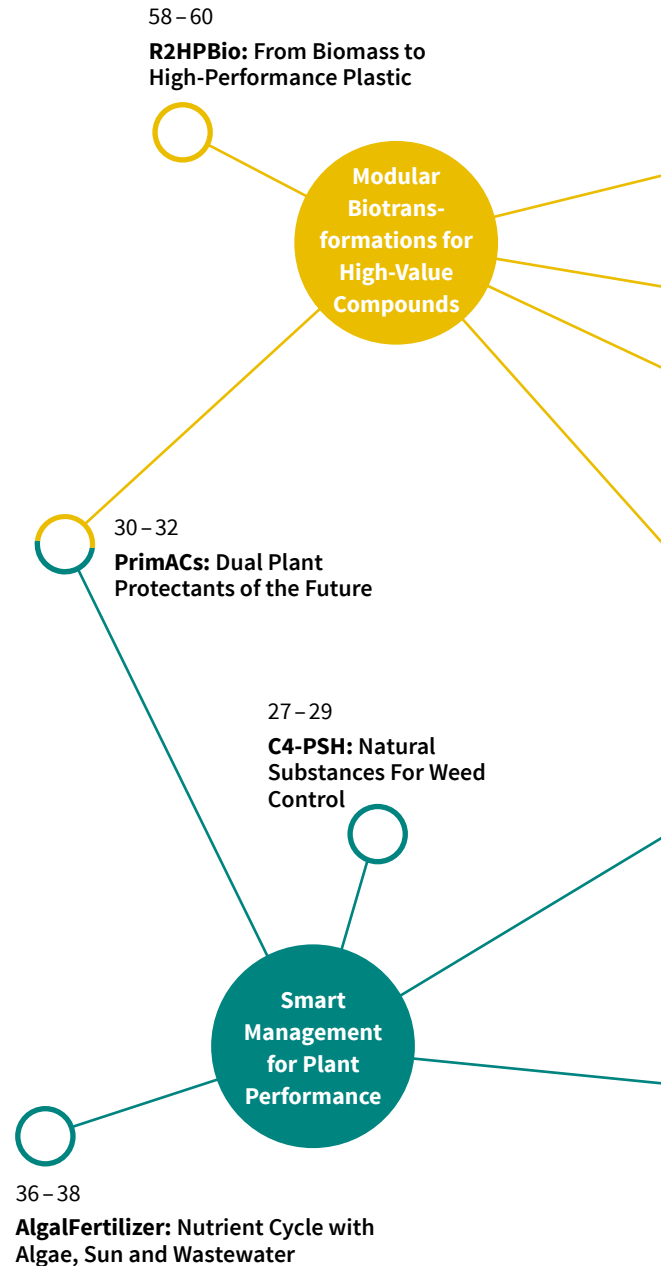 58 – 60
R2HPBio: From Biomass to
High-Performance Plastic
Modular
Biotrans-
formations for
High-Value
Compounds
30 – 32
PrimACs: Dual Plant
Protectants of the Future
27 – 29
C4-PSH: Natural
Substances For Weed
Control
Smart
Management
for Plant
Performance
36 – 38
AlgalFertilizer: Nutrient Cycle with
Algae, Sun and Wastewater